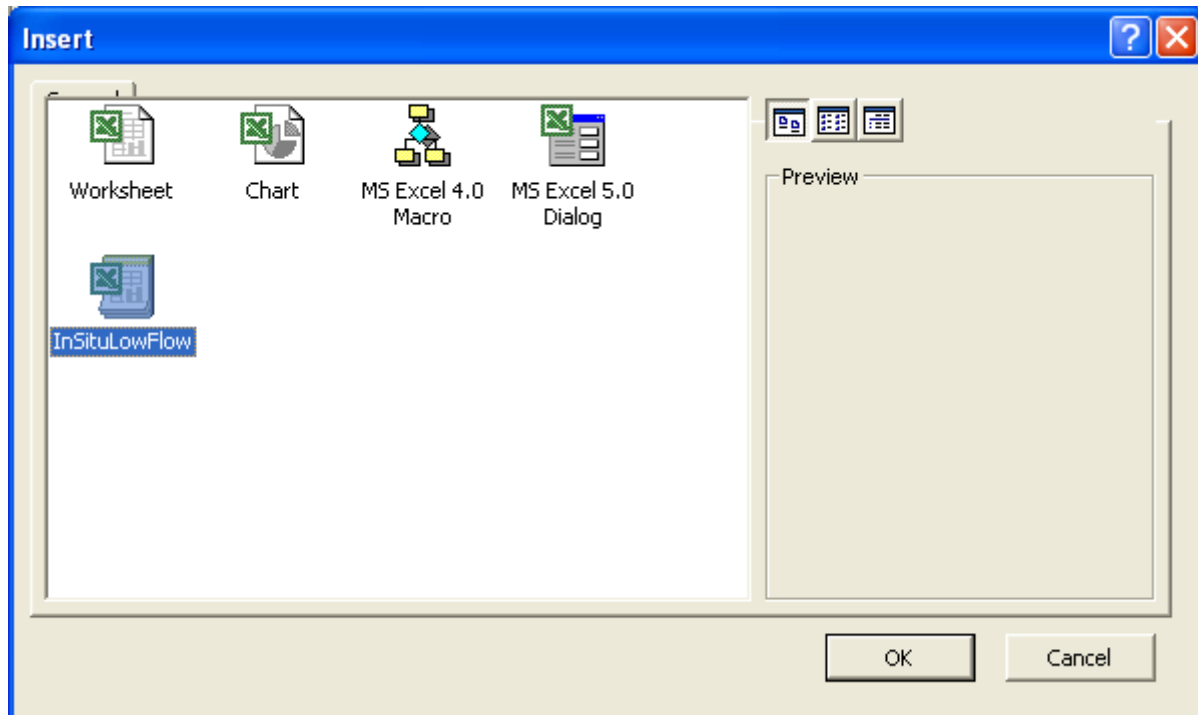 Insert
Worksheet
Chart
MS Excel 4.0
Macro
MS Excel 5.0
Dialog
InSituLowFlow
Preview
OK
Cancel